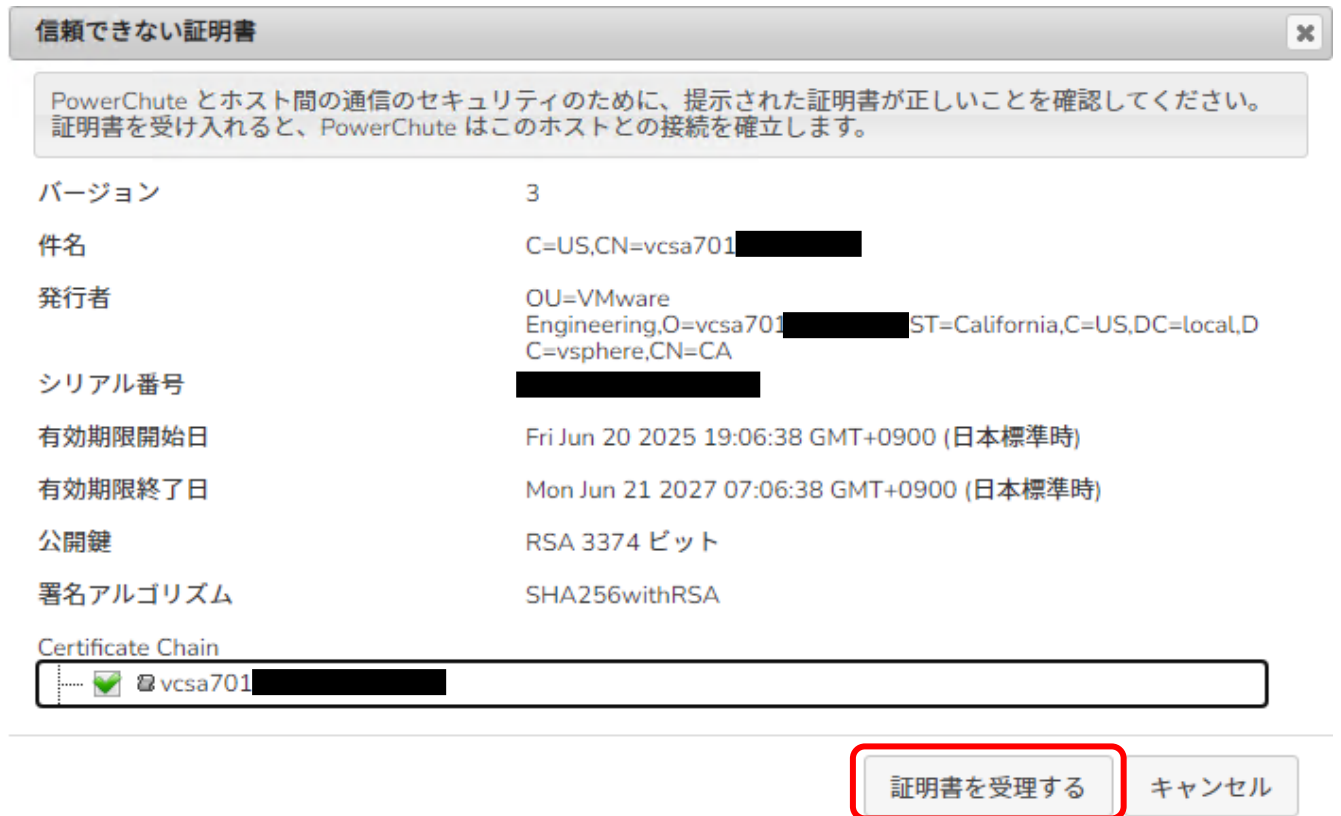 信頼できない証明書
PowerChute とホスト間の通信のセキュリティのために、提示された証明書が正しいことを確認してください。
証明書を受け入れると、PowerChute はこのホストとの接続を確立します。
バージョン 3
件名 C=US,CN=vcsa701
発行者 OU=VMware
Engineering,O=vcsa701 ST=California,C=US,DC=local,D
C=vsphere,CN=CA
シリアル番号
有効期限開始日 Fri Jun 20 2025 19:06:38 GMT+0900 (日本標準時)
有効期限終了日 Mon Jun 21 2027 07:06:38 GMT+0900 (日本標準時)
公開鍵 RSA 3374 ビット
署名アルゴリズム SHA256withRSA
Certificate Chain
vcsa701
証明書を受理する キャンセル